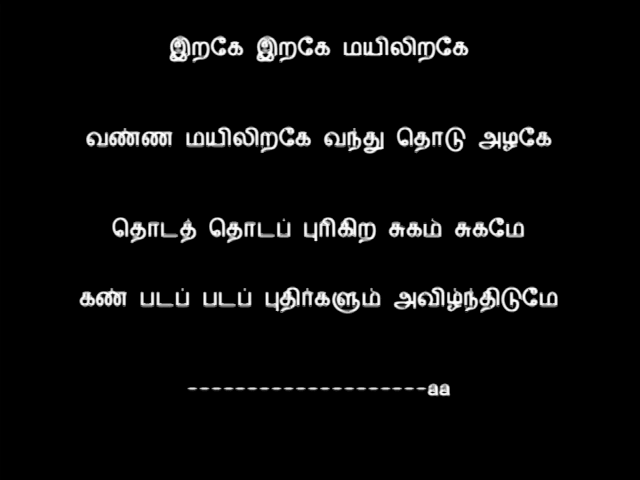 இறகே இறகே மயிலிறகே
வண்ண மயிலிறகே வந்து தொடு அழகே
தொடத் தொடப் புரிகிற சுகம் சுகமே
கண் படப் படப் புதிர்களும் அவிழ்ந்திடுமே
--------------------aa